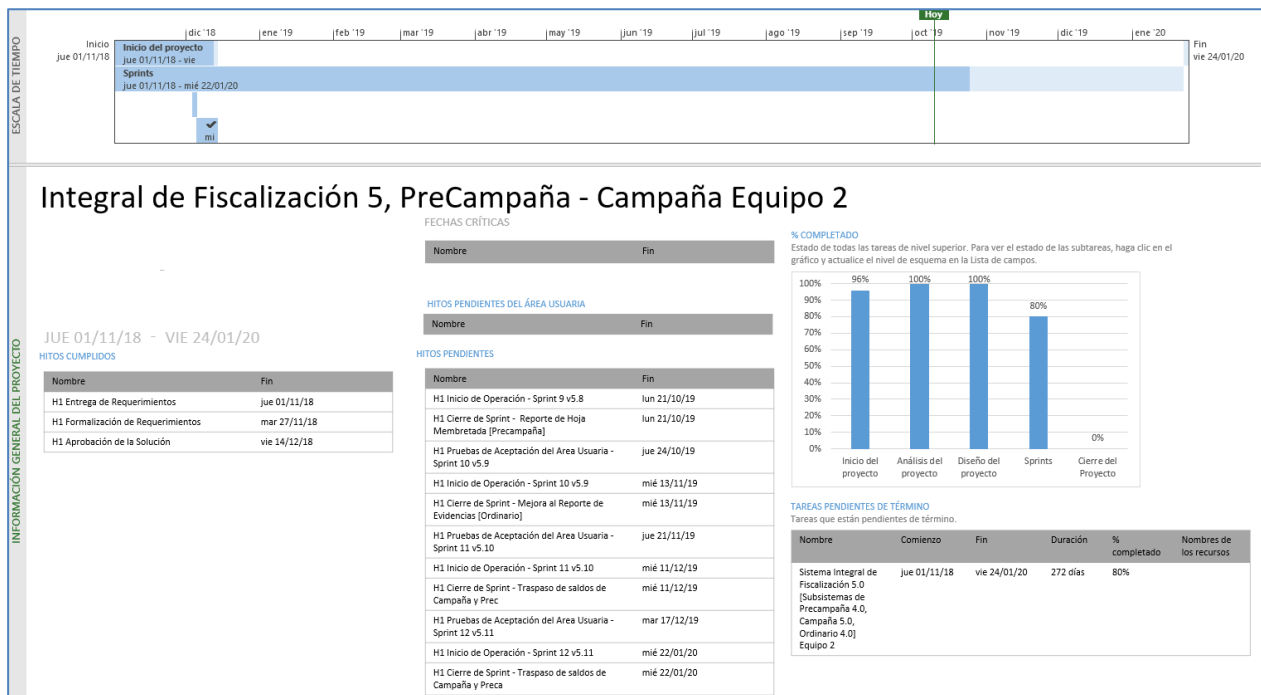 Hoy
dic '18 ene '19 feb '19 mar '19 abr '19 may '19 jun '19 jul '19 ago '19 sep '19 oct '19 nov '19 dic '19 ene '20
ESCALA DE TIEMPO
Inicio
jue 01/11/18
Inicio del proyecto
jue 01/11/18 - vie
Sprints
jue 01/11/18 - mié 22/01/20
mi
Fin
vie 24/01/20
INFORMACIÓN GENERAL DEL PROYECTO
Integral de Fiscalización 5, PreCampaña - Campaña Equipo 2
JUE 01/11/18 - VIE 24/01/20
HITOS CUMPLIDOS
Nombre Fin
H1 Entrega de Requerimientos jue 01/11/18
H1 Formalización de Requerimientos mar 27/11/18
H1 Aprobación de la Solución vie 14/12/18
FECHAS CRÍTICAS
Nombre Fin
HITOS PENDIENTES DEL ÁREA USUARIA
Nombre Fin
HITOS PENDIENTES
Nombre Fin
H1 Inicio de Operación - Sprint 9 v5.8 lun 21/10/19
H1 Cierre de Sprint - Reporte de Hoja lun 21/10/19
Membretada [Precampaña]
H1 Pruebas de Aceptación del Area Usuaria - jue 24/10/19
Sprint 10 v5.9
H1 Inicio de Operación - Sprint 10 v5.9 mié 13/11/19
H1 Cierre de Sprint - Mejora al Reporte de mié 13/11/19
Evidencias [Ordinario]
H1 Pruebas de Aceptación del Area Usuaria - jue 21/11/19
Sprint 11 v5.10
H1 Inicio de Operación - Sprint 11 v5.10 mié 11/12/19
H1 Cierre de Sprint - Traspaso de saldos de mié 11/12/19
Campaña y Prec
H1 Pruebas de Aceptación del Area Usuaria - mar 17/12/19
Sprint 12 v5.11
H1 Inicio de Operación - Sprint 12 v5.11 mié 22/01/20
H1 Cierre de Sprint - Traspaso de saldos de mié 22/01/20
Campaña y Preca
% COMPLETADO
Estado de todas las tareas de nivel superior. Para ver el estado de las subtareas, haga clic en el
gráfico y actualice el nivel de esquema en la Lista de campos.
96% 100% 100% 80% 0%
100%
90%
80%
70%
60%
50%
40%
30%
20%
10%
0%
Inicio del Análisis del Diseño del Sprints Cierre del
proyecto proyecto proyecto Proyecto
TAREAS PENDIENTES DE TÉRMINO
Tareas que están pendientes de término.
Nombre Comienzo Fin Duración % Nombres de
completado los recursos
Sistema Integral de jue 01/11/18 vie 24/01/20 272 días 80%
Fiscalización 5.0
[Subsistemas de
Precampaña 4.0,
Campaña 5.0,
Ordinario 4.0]
Equipo 2